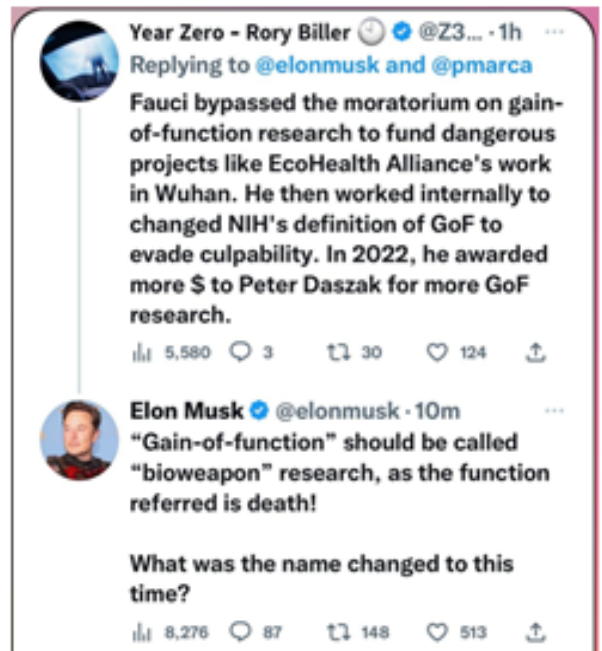 Year Zero - Rory Biller @Z3... · 1h ...
Replying to @elonmusk and @pmarca
Fauci bypassed the moratorium on gain-
of-function research to fund dangerous
projects like EcoHealth Alliance's work
in Wuhan. He then worked internally to
changed NIH's definition of GoF to
evade culpability. In 2022, he awarded
more $ to Peter Daszak for more GoF
research.
5,580 3 30 124
Elon Musk @elonmusk · 10m ...
“Gain-of-function” should be called
“bioweapon” research, as the function
referred is death!
What was the name changed to this
time?
8,276 87 148 513